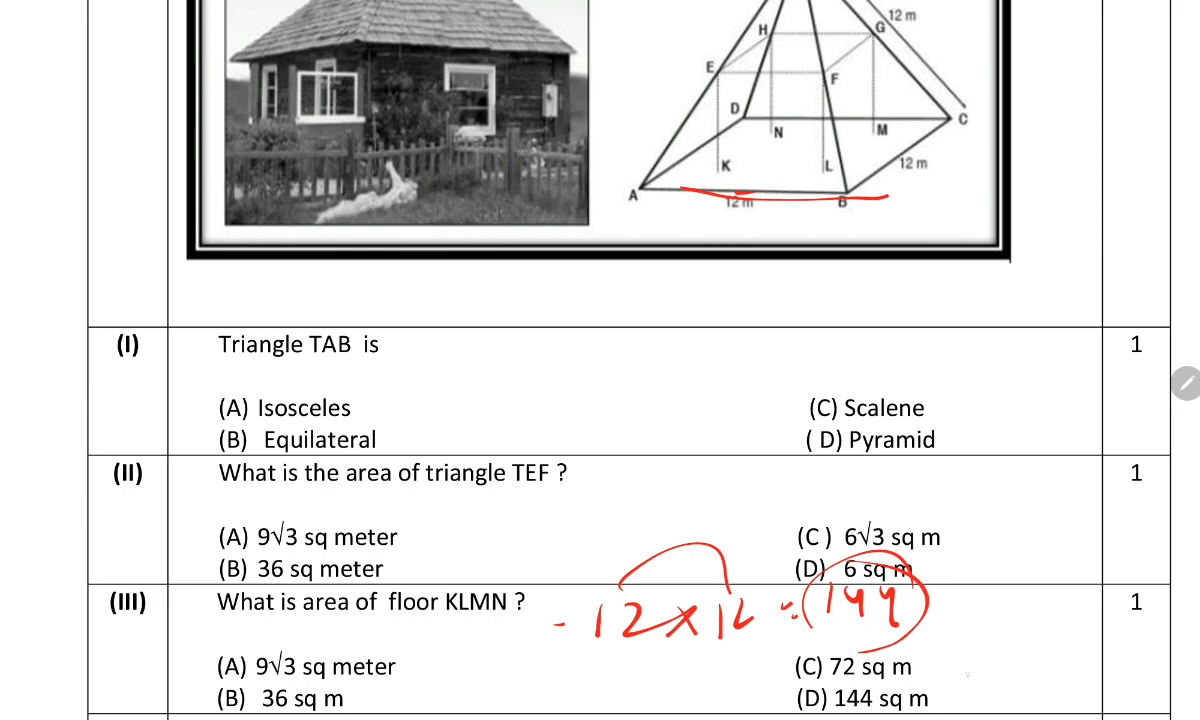 12 m
H
G
E
F
D
C
N
M
K
L
12 m
A
12 m
B
(I) Triangle TAB is 1
(A) Isosceles (C) Scalene
(B) Equilateral ( D) Pyramid
(II) What is the area of triangle TEF ? 1
(A) 9√3 sq meter (C ) 6√3 sq m
(B) 36 sq meter (D) 6 sq m
(III) What is area of floor KLMN ? 1
- 12 x 12 = 144
(A) 9√3 sq meter (C) 72 sq m
(B) 36 sq m (D) 144 sq m